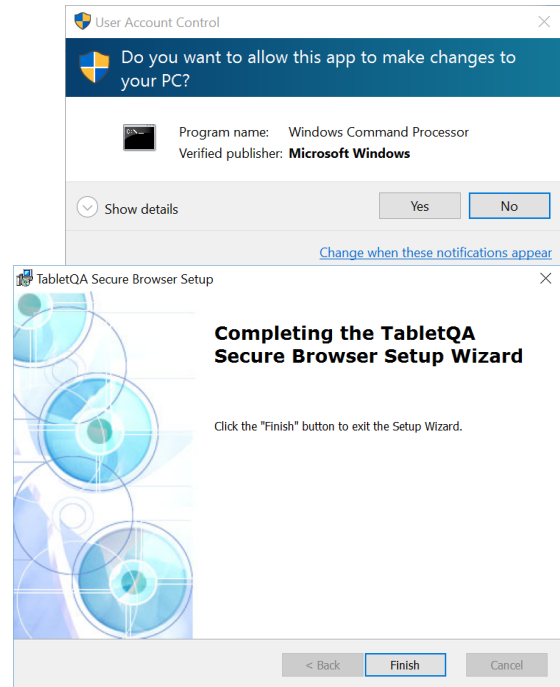 User Account Control
Do you want to allow this app to make changes to
your PC?
C:\_
Program name: Windows Command Processor
Verified publisher: Microsoft Windows
Show details
Yes
No
Change when these notifications appear
TabletQA Secure Browser Setup
Completing the TabletQA
Secure Browser Setup Wizard
Click the "Finish" button to exit the Setup Wizard.
< Back
Finish
Cancel